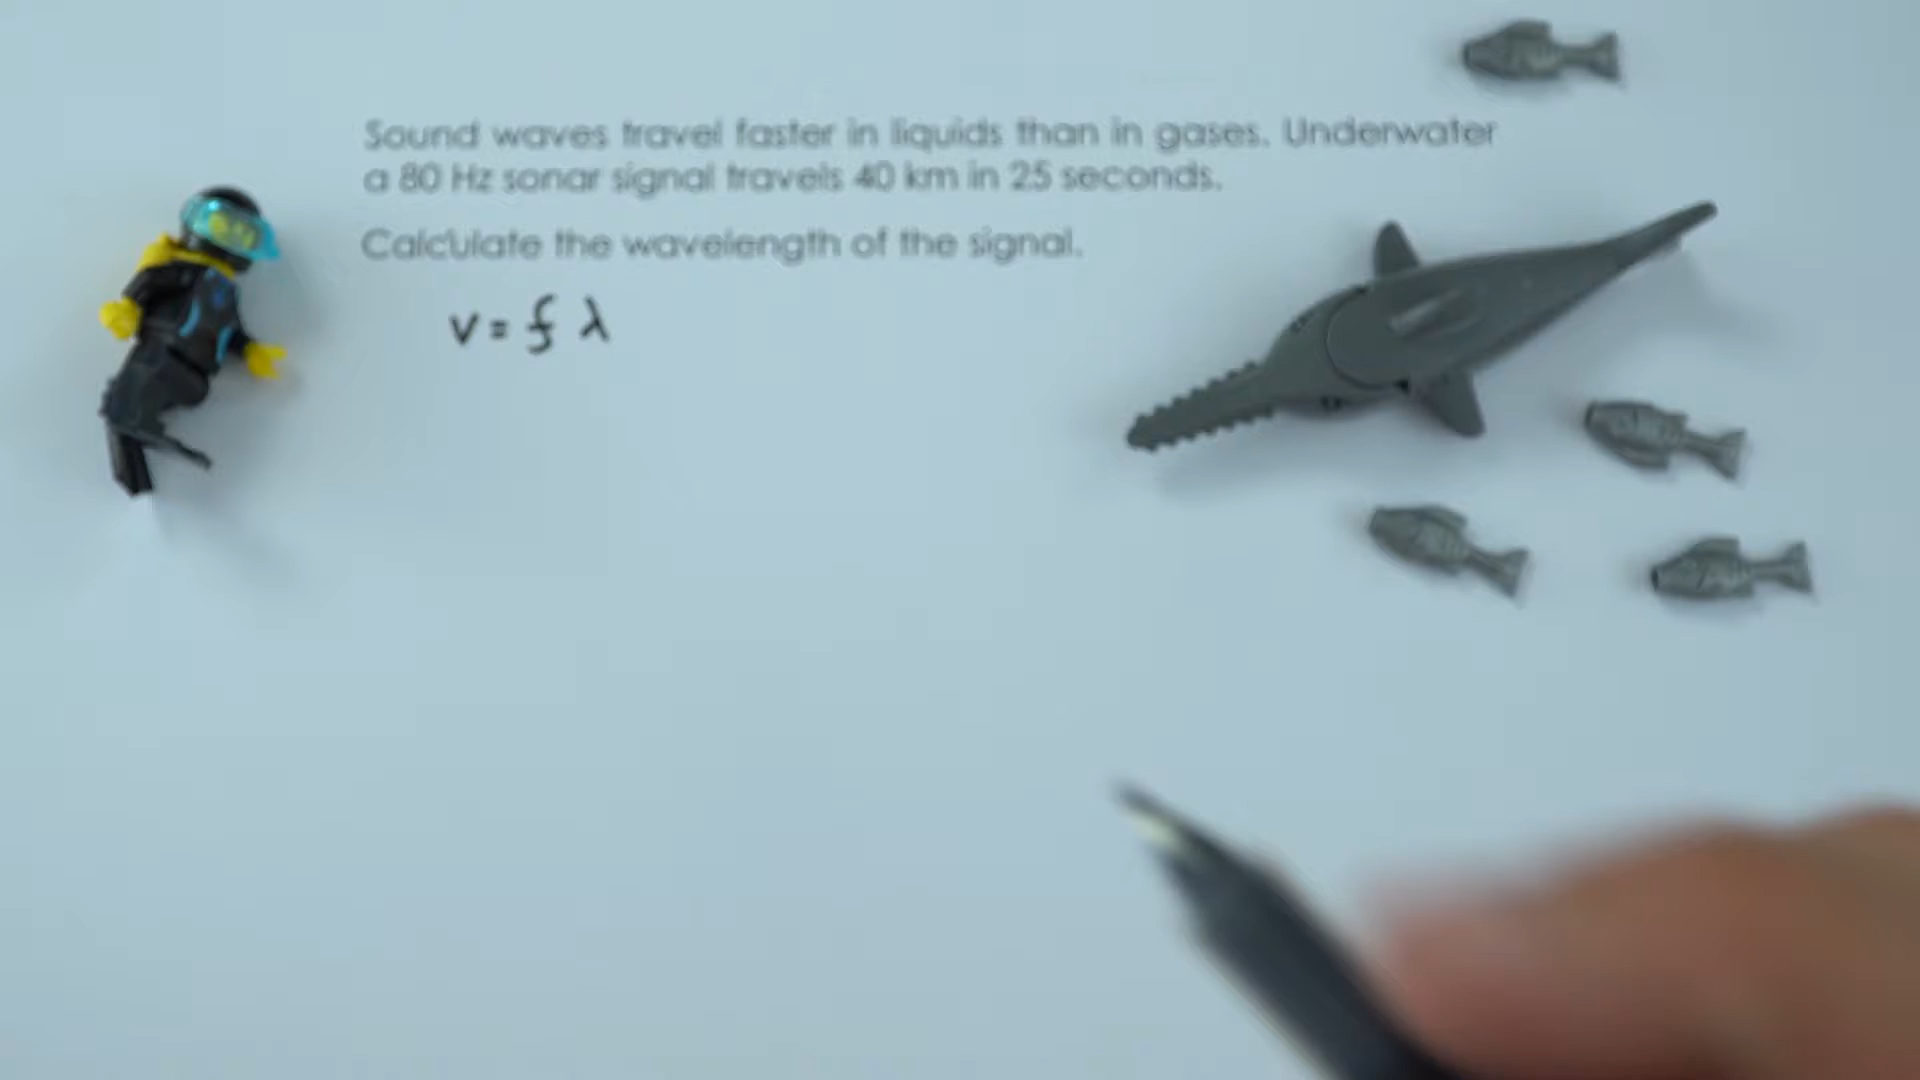 Sound waves travel faster in liquids than in gases. Underwater
a 80 Hz sonar signal travels 40 km in 25 seconds.
Calculate the wavelength of the signal.
v = f λ